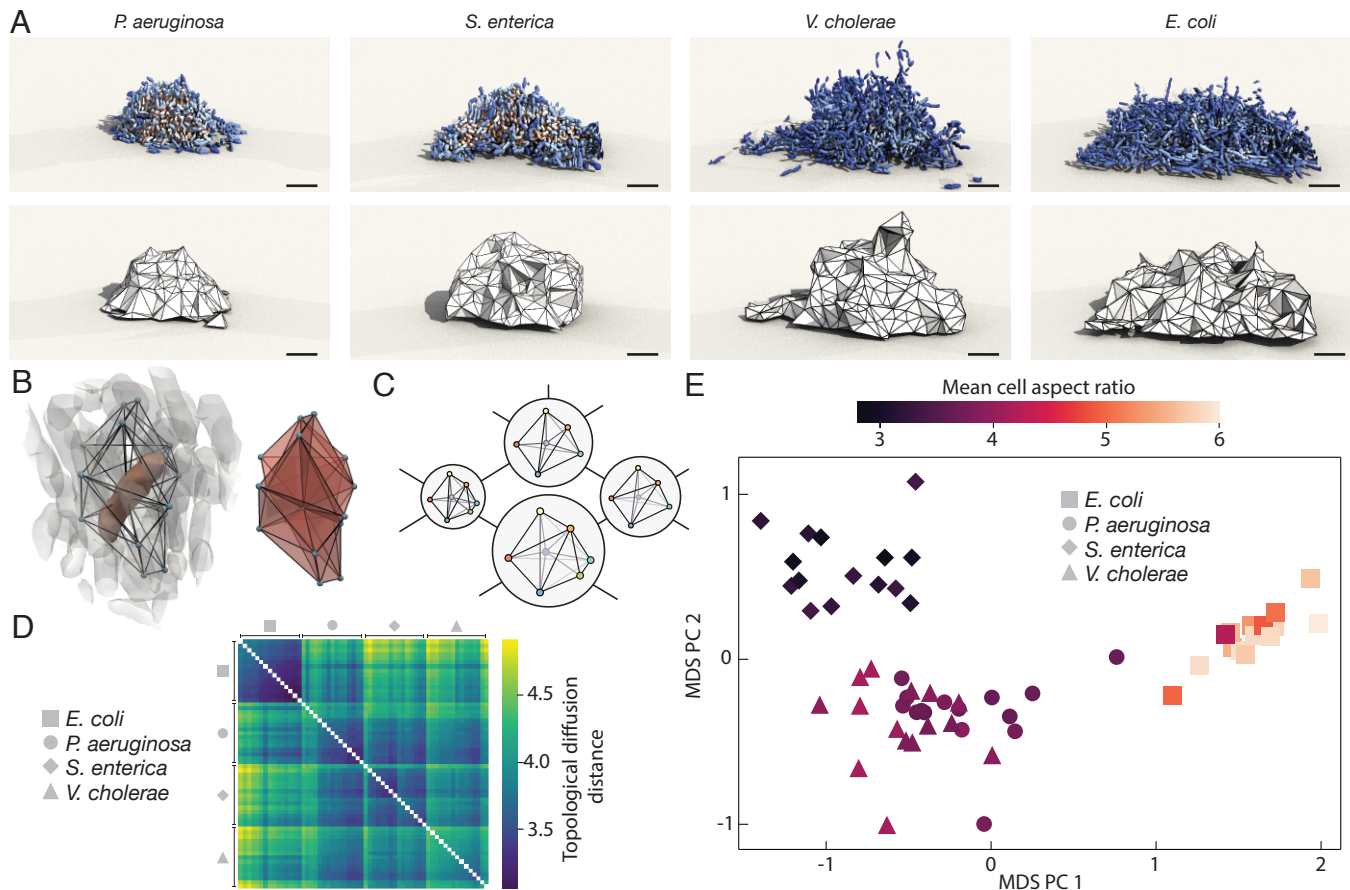 A
P. aeruginosa
S. enterica
V. cholerae
E. coli
B
C
D
E. coli
P. aeruginosa
S. enterica
V. cholerae
4.5
4.0
3.5
Topological diffusion
distance
E
Mean cell aspect ratio
3
4
5
6
E. coli
P. aeruginosa
S. enterica
V. cholerae
MDS PC 2
1
0
-1
-1
0
1
2
MDS PC 1